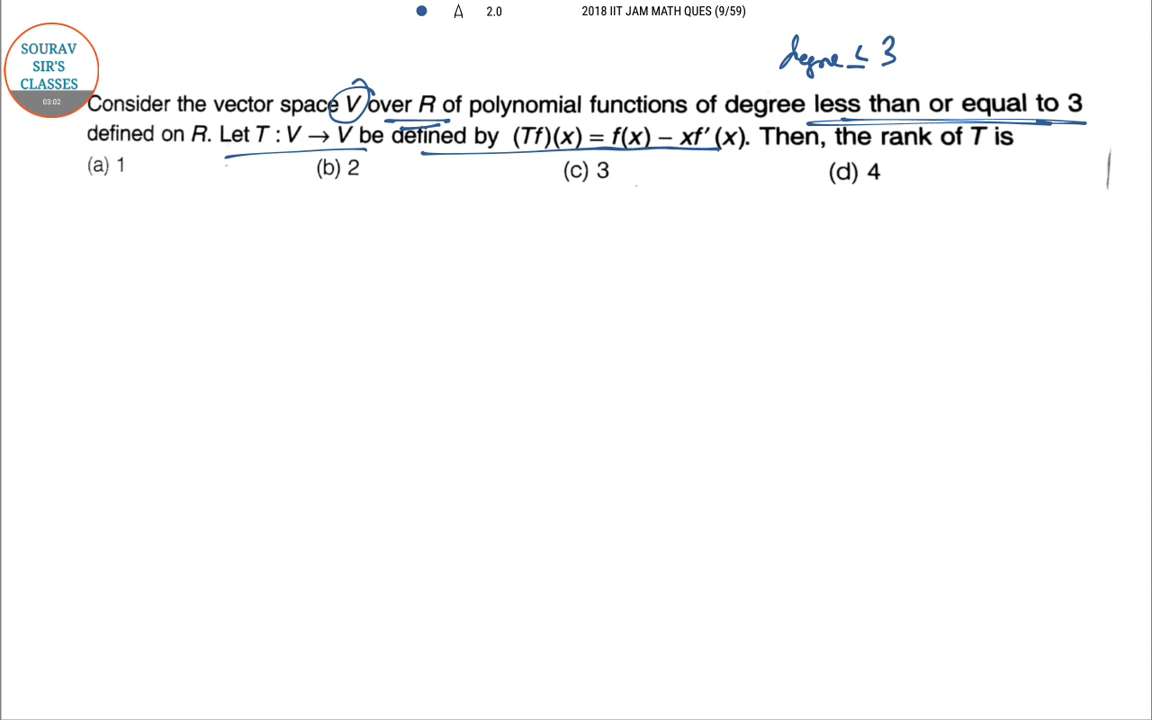 2.0 2018 IIT JAM MATH QUES (9/59)
SOURAV
SIR'S
CLASSES
03:02
degree ≤ 3
Consider the vector space V over R of polynomial functions of degree less than or equal to 3
defined on R. Let T : V → V be defined by (Tf)(x) = f(x) – xf' (x). Then, the rank of T is
(a) 1 (b) 2 (c) 3 (d) 4